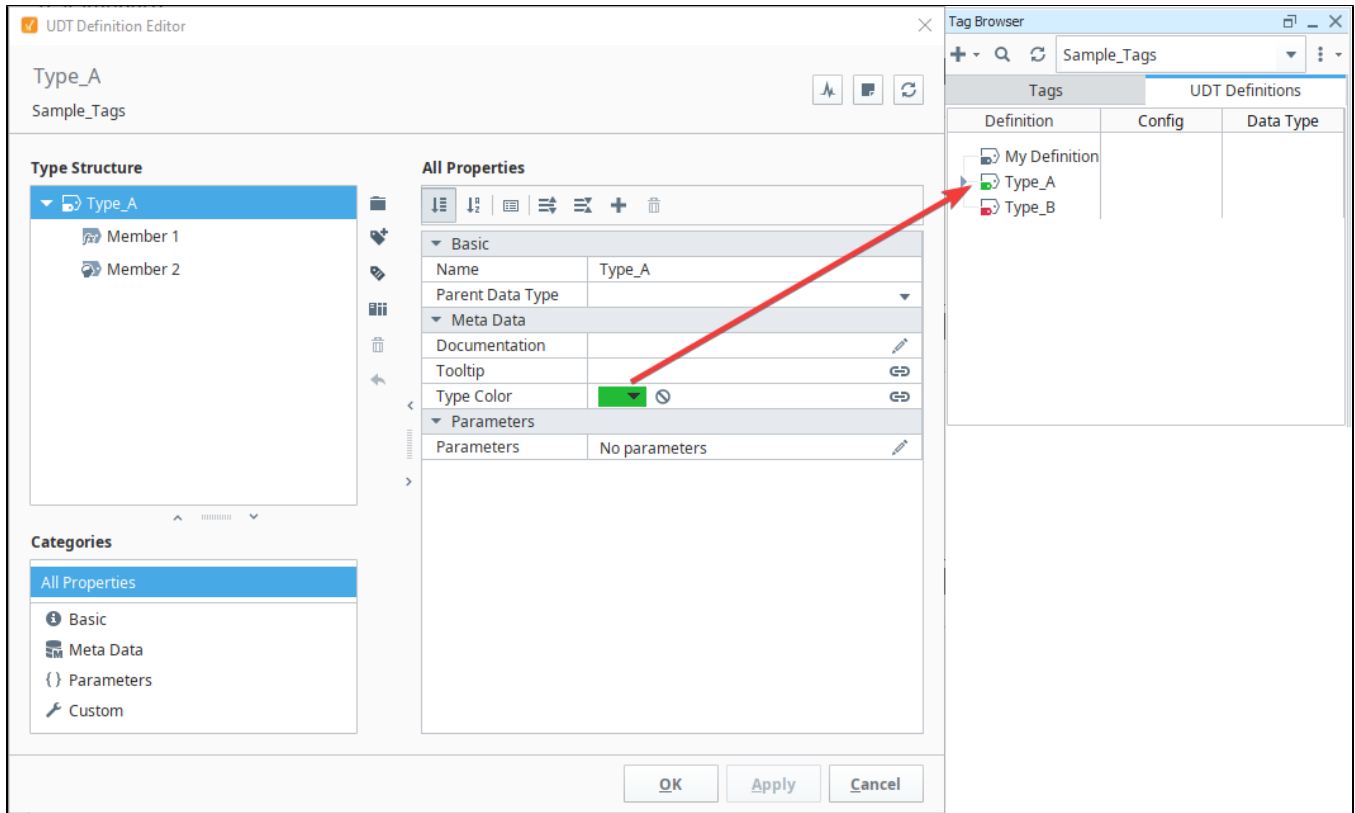 UDT Definition Editor
Type_A
Sample_Tags
Type Structure
Type_A
Member 1
Member 2
Categories
All Properties
Basic
Meta Data
Parameters
Custom
All Properties
Basic
Name Type_A
Parent Data Type
Meta Data
Documentation
Tooltip
Type Color
Parameters
Parameters No parameters
OK Apply Cancel
Tag Browser
Sample_Tags
Tags UDT Definitions
Definition Config Data Type
My Definition
Type_A
Type_B